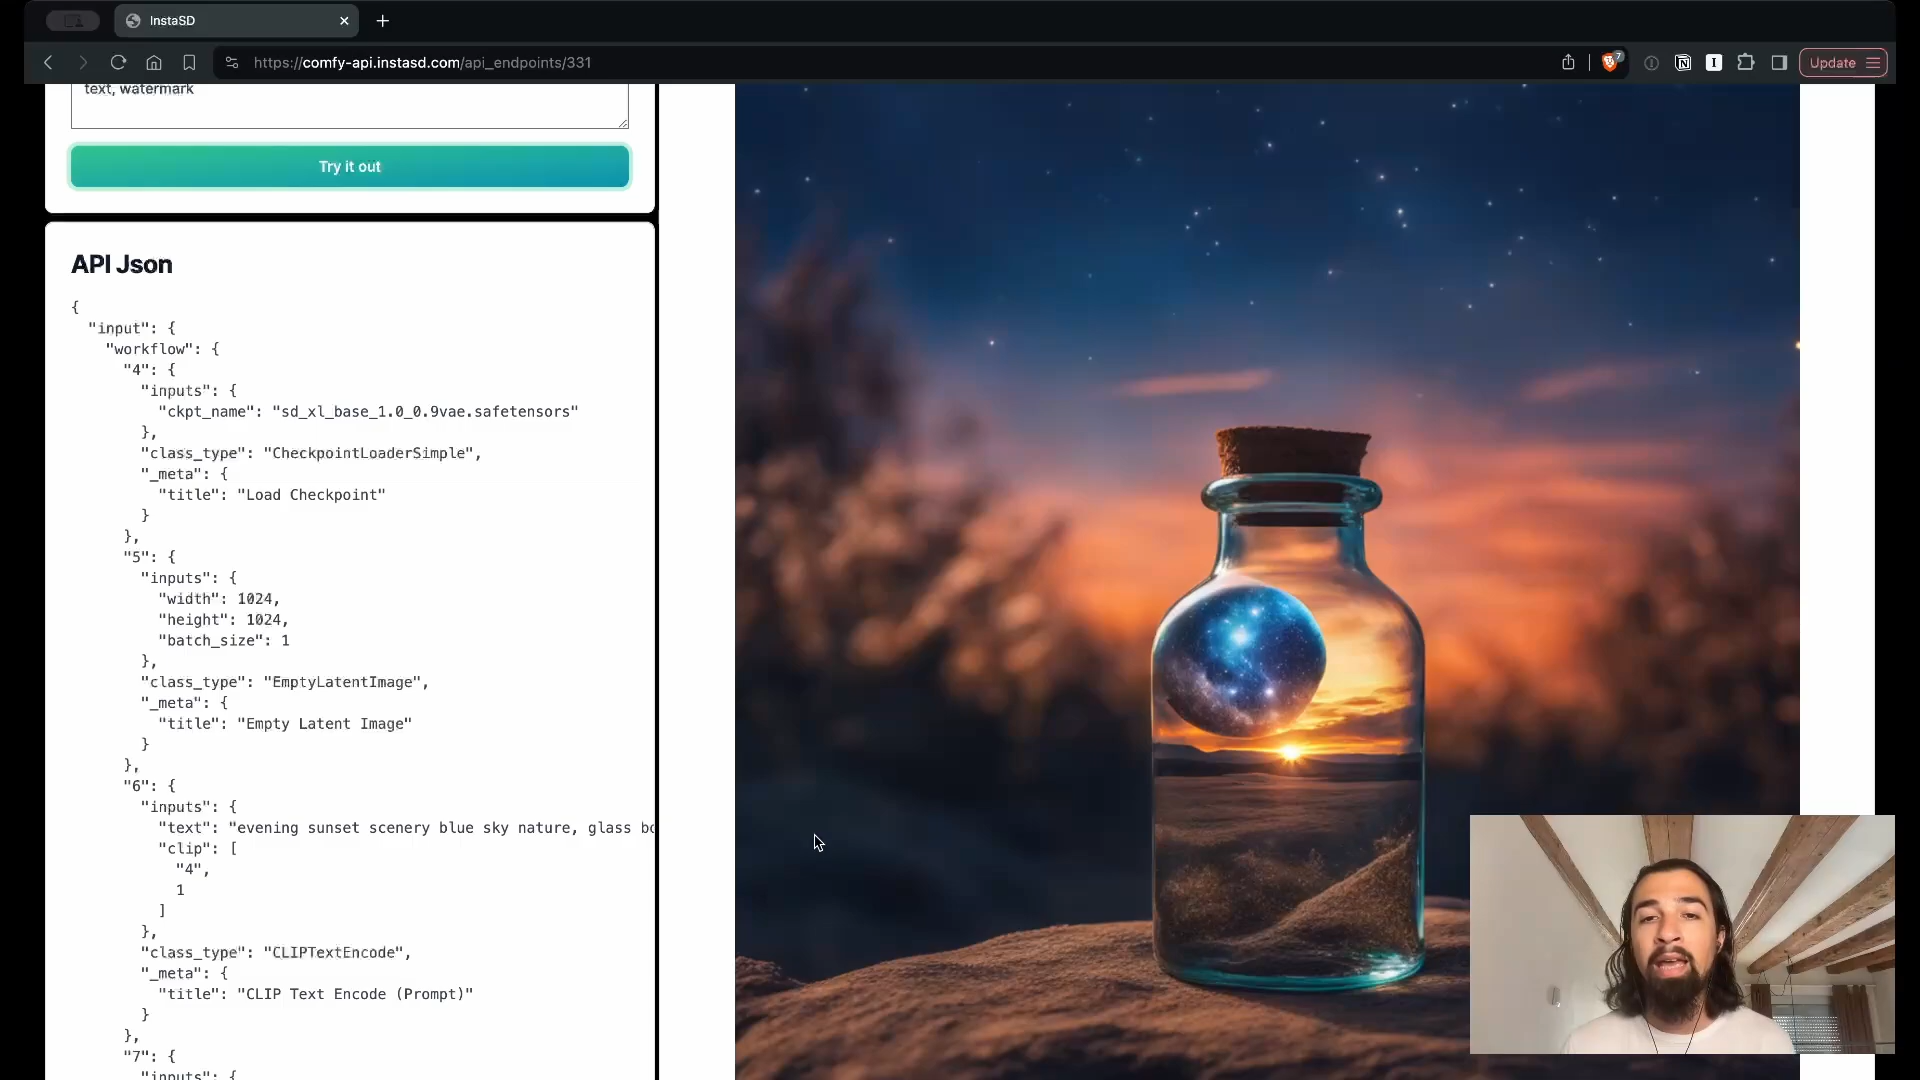 InstaSD
https://comfy-api.instasd.com/api_endpoints/331
7
Update
text, watermark
Try it out
API Json
{
"input": {
"workflow": {
"4": {
"inputs": {
"ckpt_name": "sd_xl_base_1.0_0.9vae.safetensors"
},
"class_type": "CheckpointLoaderSimple",
"_meta": {
"title": "Load Checkpoint"
}
},
"5": {
"inputs": {
"width": 1024,
"height": 1024,
"batch_size": 1
},
"class_type": "EmptyLatentImage",
"_meta": {
"title": "Empty Latent Image"
}
},
"6": {
"inputs": {
"text": "evening sunset scenery blue sky nature, glass bo
"clip": [
"4",
1
]
},
"class_type": "CLIPTextEncode",
"_meta": {
"title": "CLIP Text Encode (Prompt)"
}
},
"7": {
"inputs": {